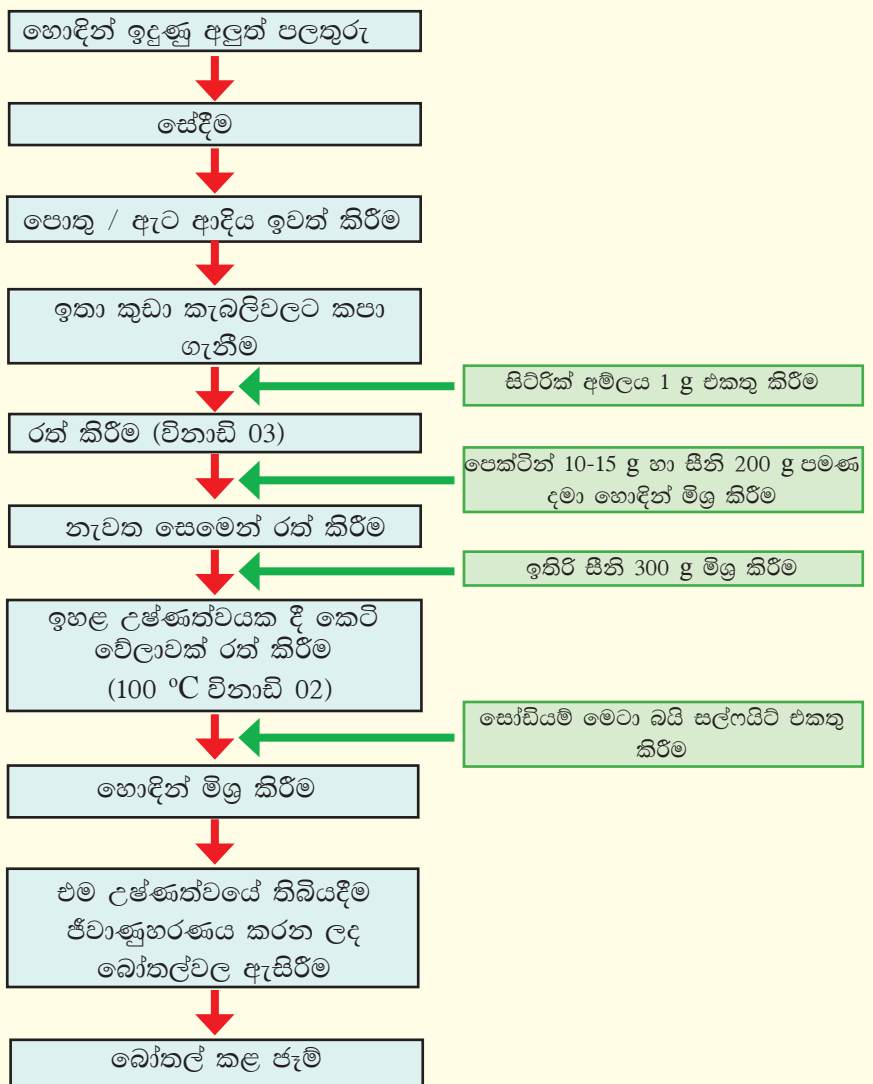 හොඳින් ඉදුණු අලුත් පලතුරු
සේදීම
පොතු / ඇට ආදිය ඉවත් කිරීම
ඉතා කුඩා කැබලිවලට කපා
ගැනීම
සිට්රික් අම්ලය 1 g එකතු කිරීම
රත් කිරීම (විනාඩි 03)
පෙක්ටින් 10-15 g හා සීනි 200 g පමණ
දමා හොඳින් මිශ්‍ර කිරීම
නැවත සෙමෙන් රත් කිරීම
ඉතිරි සීනි 300 g මිශ්‍ර කිරීම
ඉහළ උෂ්ණත්වයක දී කෙටි
වේලාවක් රත් කිරීම
(100 °C විනාඩි 02)
සෝඩියම් මෙටා බයි සල්ෆයිට් එකතු
කිරීම
හොඳින් මිශ්‍ර කිරීම
එම උෂ්ණත්වයේ තිබියදීම
ජීවාණුහරණය කරන ලද
බෝතල්වල ඇසිරීම
බෝතල් කළ ජෑම්